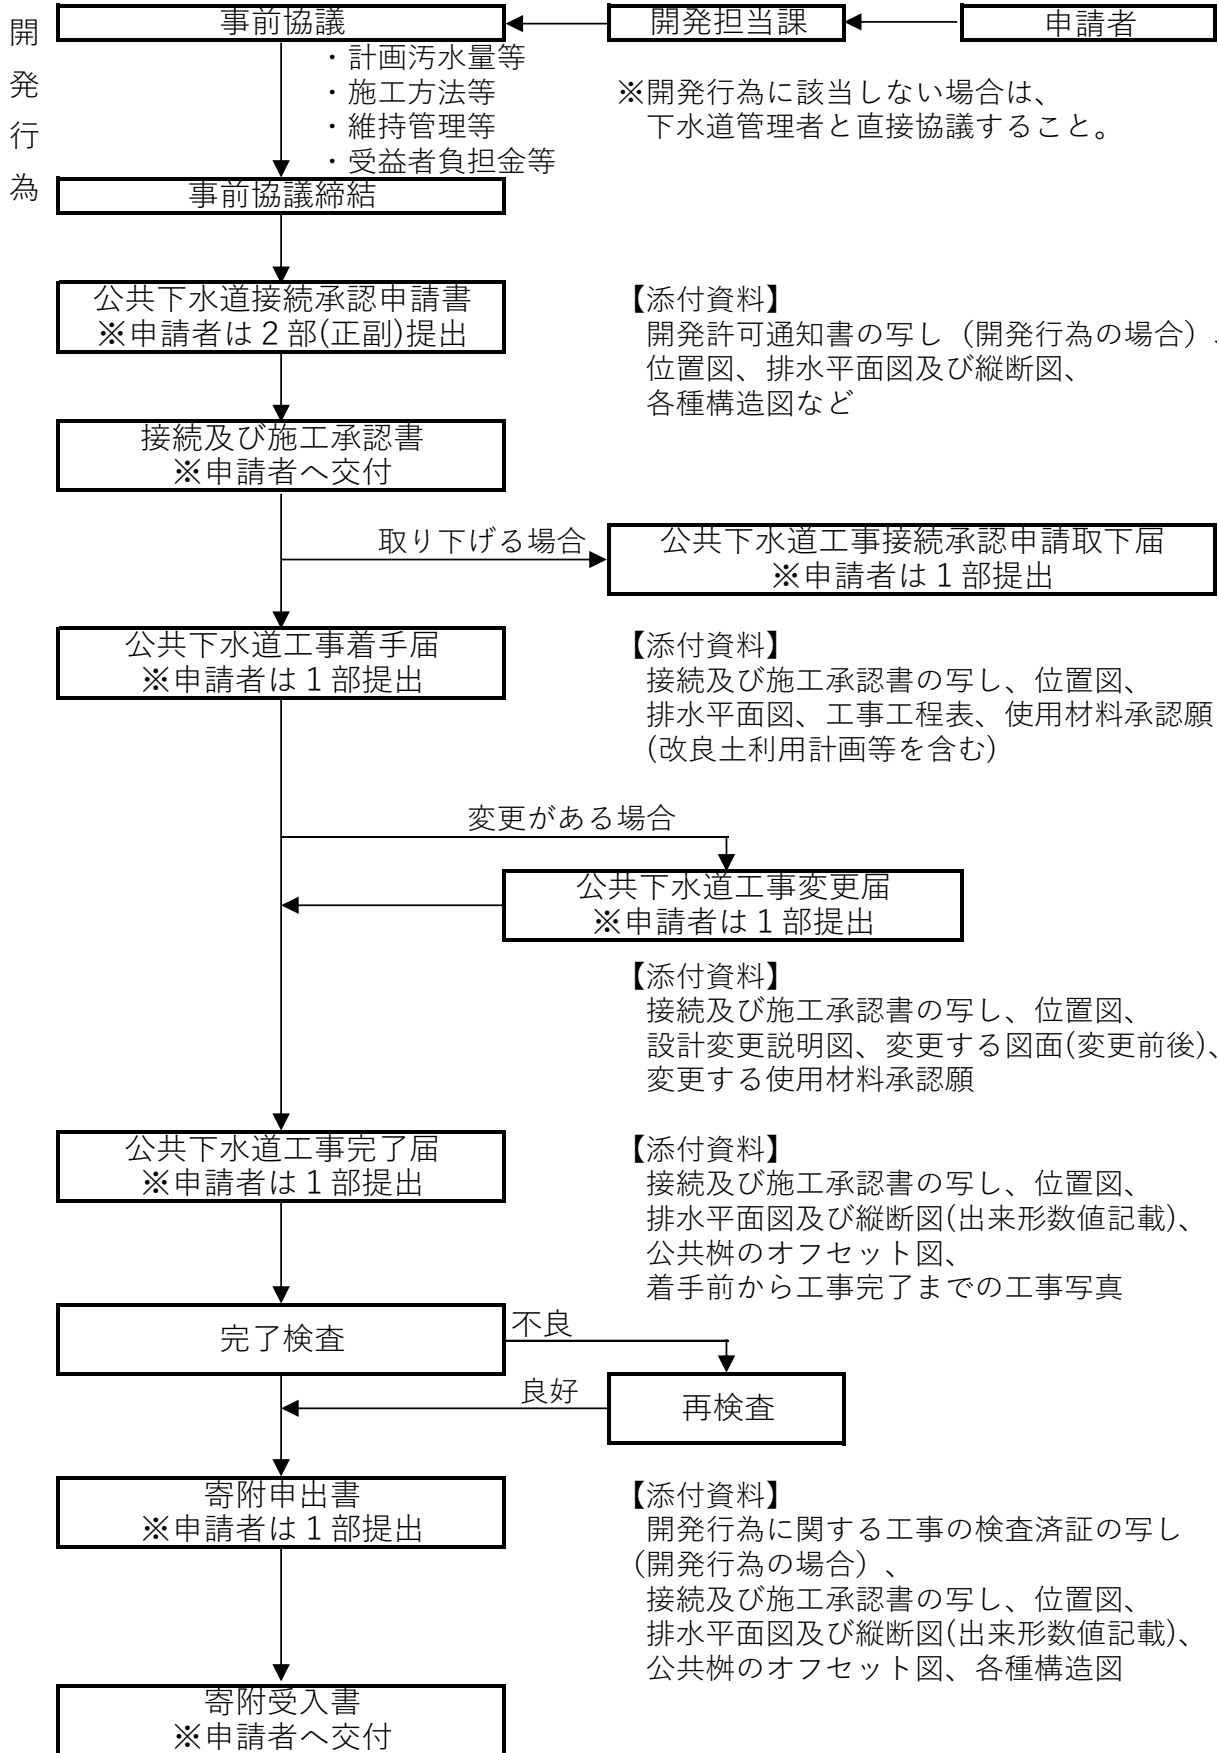 開発行為
事前協議
開発担当課
申請者
・計画汚水量等
・施工方法等
・維持管理等
・受益者負担金等
※開発行為に該当しない場合は、
下水道管理者と直接協議すること。
事前協議締結
公共下水道接続承認申請書
※申請者は２部(正副)提出
【添付資料】
開発許可通知書の写し（開発行為の場合）、
位置図、排水平面図及び縦断図、
各種構造図など
接続及び施工承認書
※申請者へ交付
取り下げる場合
公共下水道工事接続承認申請取下届
※申請者は１部提出
公共下水道工事着手届
※申請者は１部提出
【添付資料】
接続及び施工承認書の写し、位置図、
排水平面図、工事工程表、使用材料承認願
(改良土利用計画等を含む)
変更がある場合
公共下水道工事変更届
※申請者は１部提出
【添付資料】
接続及び施工承認書の写し、位置図、
設計変更説明図、変更する図面(変更前後)、
変更する使用材料承認願
公共下水道工事完了届
※申請者は１部提出
【添付資料】
接続及び施工承認書の写し、位置図、
排水平面図及び縦断図(出来形数値記載)、
公共桝のオフセット図、
着手前から工事完了までの工事写真
完了検査
不良
良好
再検査
寄附申出書
※申請者は１部提出
【添付資料】
開発行為に関する工事の検査済証の写し
（開発行為の場合）、
接続及び施工承認書の写し、位置図、
排水平面図及び縦断図(出来形数値記載)、
公共桝のオフセット図、各種構造図
寄附受入書
※申請者へ交付